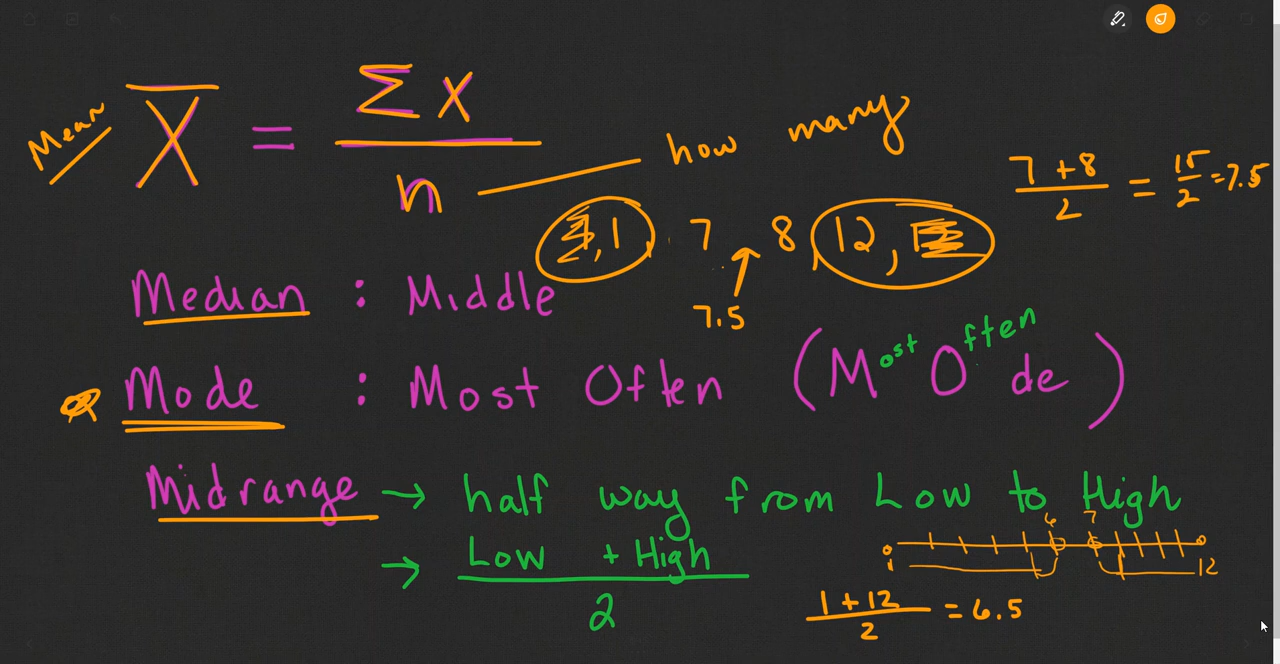 Mean X̄ = Σx / n how many
(7+8)/2 = 15/2 = 7.5
,1 7 8 12,
7.5
Median : Middle
Mode : Most Often (Most Often de)
Midrange → half way from Low to High
6 7
1 12
→ (Low + High)/2
(1+12)/2 = 6.5